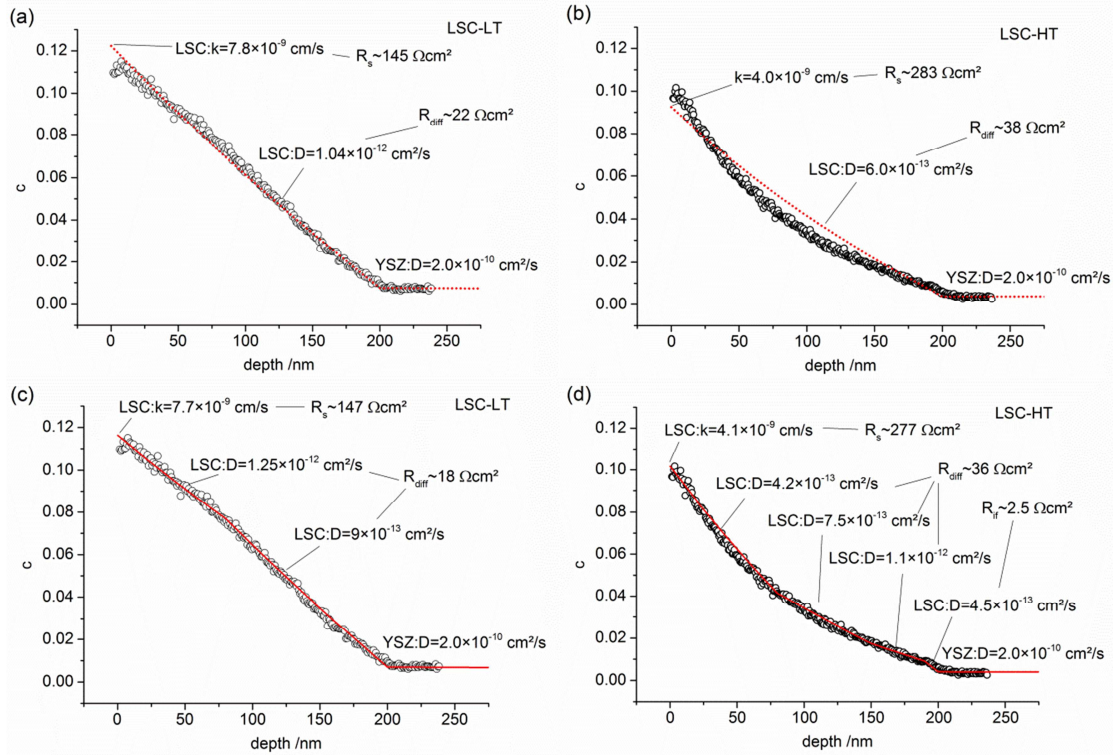 (a)
LSC-LT
LSC:k=7.8×10⁻⁹ cm/s
Rₛ~145 Ωcm²
R_diff~22 Ωcm²
LSC:D=1.04×10⁻¹² cm²/s
YSZ:D=2.0×10⁻¹⁰ cm²/s
0.12
0.10
0.08
0.06
0.04
0.02
0.00
c
0 50 100 150 200 250
depth /nm
(b)
LSC-HT
k=4.0×10⁻⁹ cm/s
Rₛ~283 Ωcm²
R_diff~38 Ωcm²
LSC:D=6.0×10⁻¹³ cm²/s
YSZ:D=2.0×10⁻¹⁰ cm²/s
0.12
0.10
0.08
0.06
0.04
0.02
0.00
c
0 50 100 150 200 250
depth /nm
(c)
LSC-LT
LSC:k=7.7×10⁻⁹ cm/s
Rₛ~147 Ωcm²
LSC:D=1.25×10⁻¹² cm²/s
R_diff~18 Ωcm²
LSC:D=9×10⁻¹³ cm²/s
YSZ:D=2.0×10⁻¹⁰ cm²/s
0.12
0.10
0.08
0.06
0.04
0.02
0.00
c
0 25 50 75 100 125 150 175 200 225 250
depth /nm
(d)
LSC-HT
LSC:k=4.1×10⁻⁹ cm/s
Rₛ~277 Ωcm²
LSC:D=4.2×10⁻¹³ cm²/s
R_diff~36 Ωcm²
LSC:D=7.5×10⁻¹³ cm²/s
R_if~2.5 Ωcm²
LSC:D=1.1×10⁻¹² cm²/s
LSC:D=4.5×10⁻¹³ cm²/s
YSZ:D=2.0×10⁻¹⁰ cm²/s
0.12
0.10
0.08
0.06
0.04
0.02
0.00
c
0 50 100 150 200 250
depth /nm